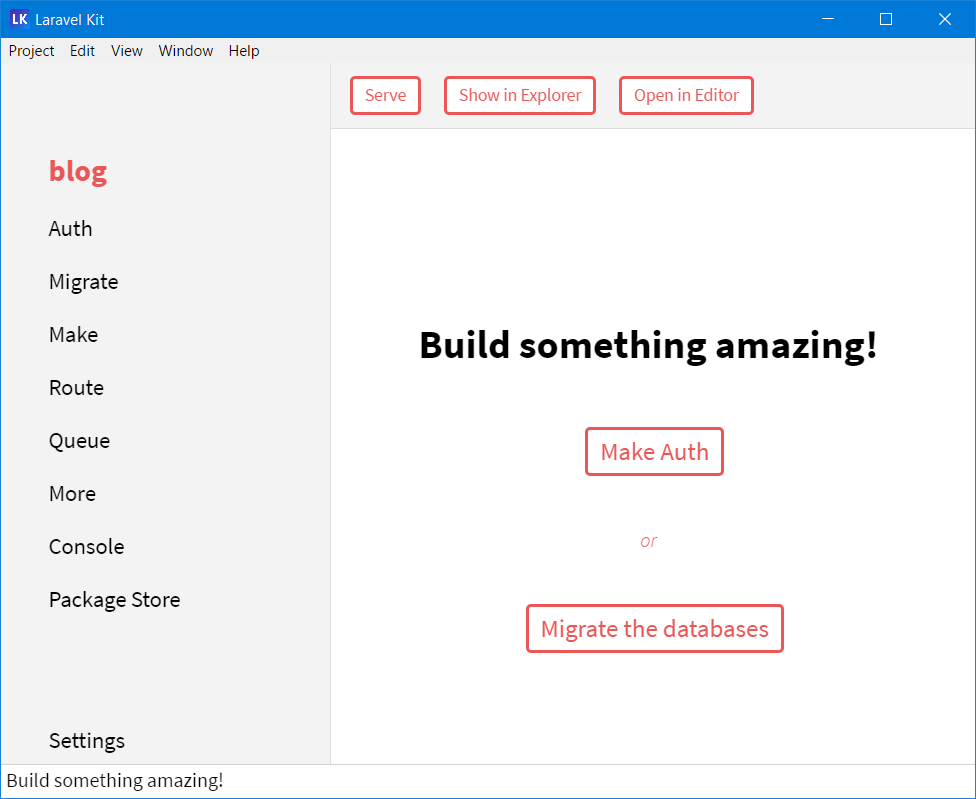 LK Laravel Kit
Project Edit View Window Help
Serve Show in Explorer Open in Editor
blog
Auth
Migrate
Make
Route
Queue
More
Console
Package Store
Settings
Build something amazing!
Make Auth
or
Migrate the databases
Build something amazing!